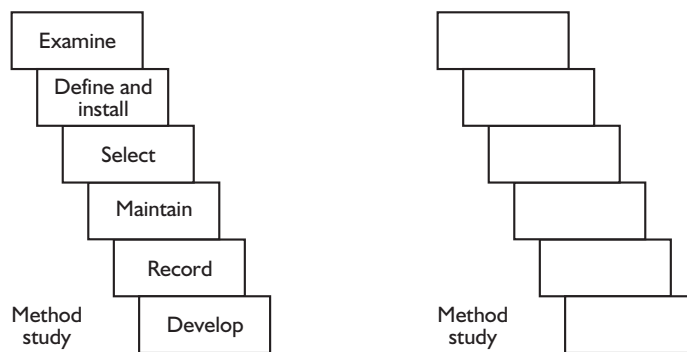 Examine
Define and
install
Select
Maintain
Record
Develop
Method
study
Method
study